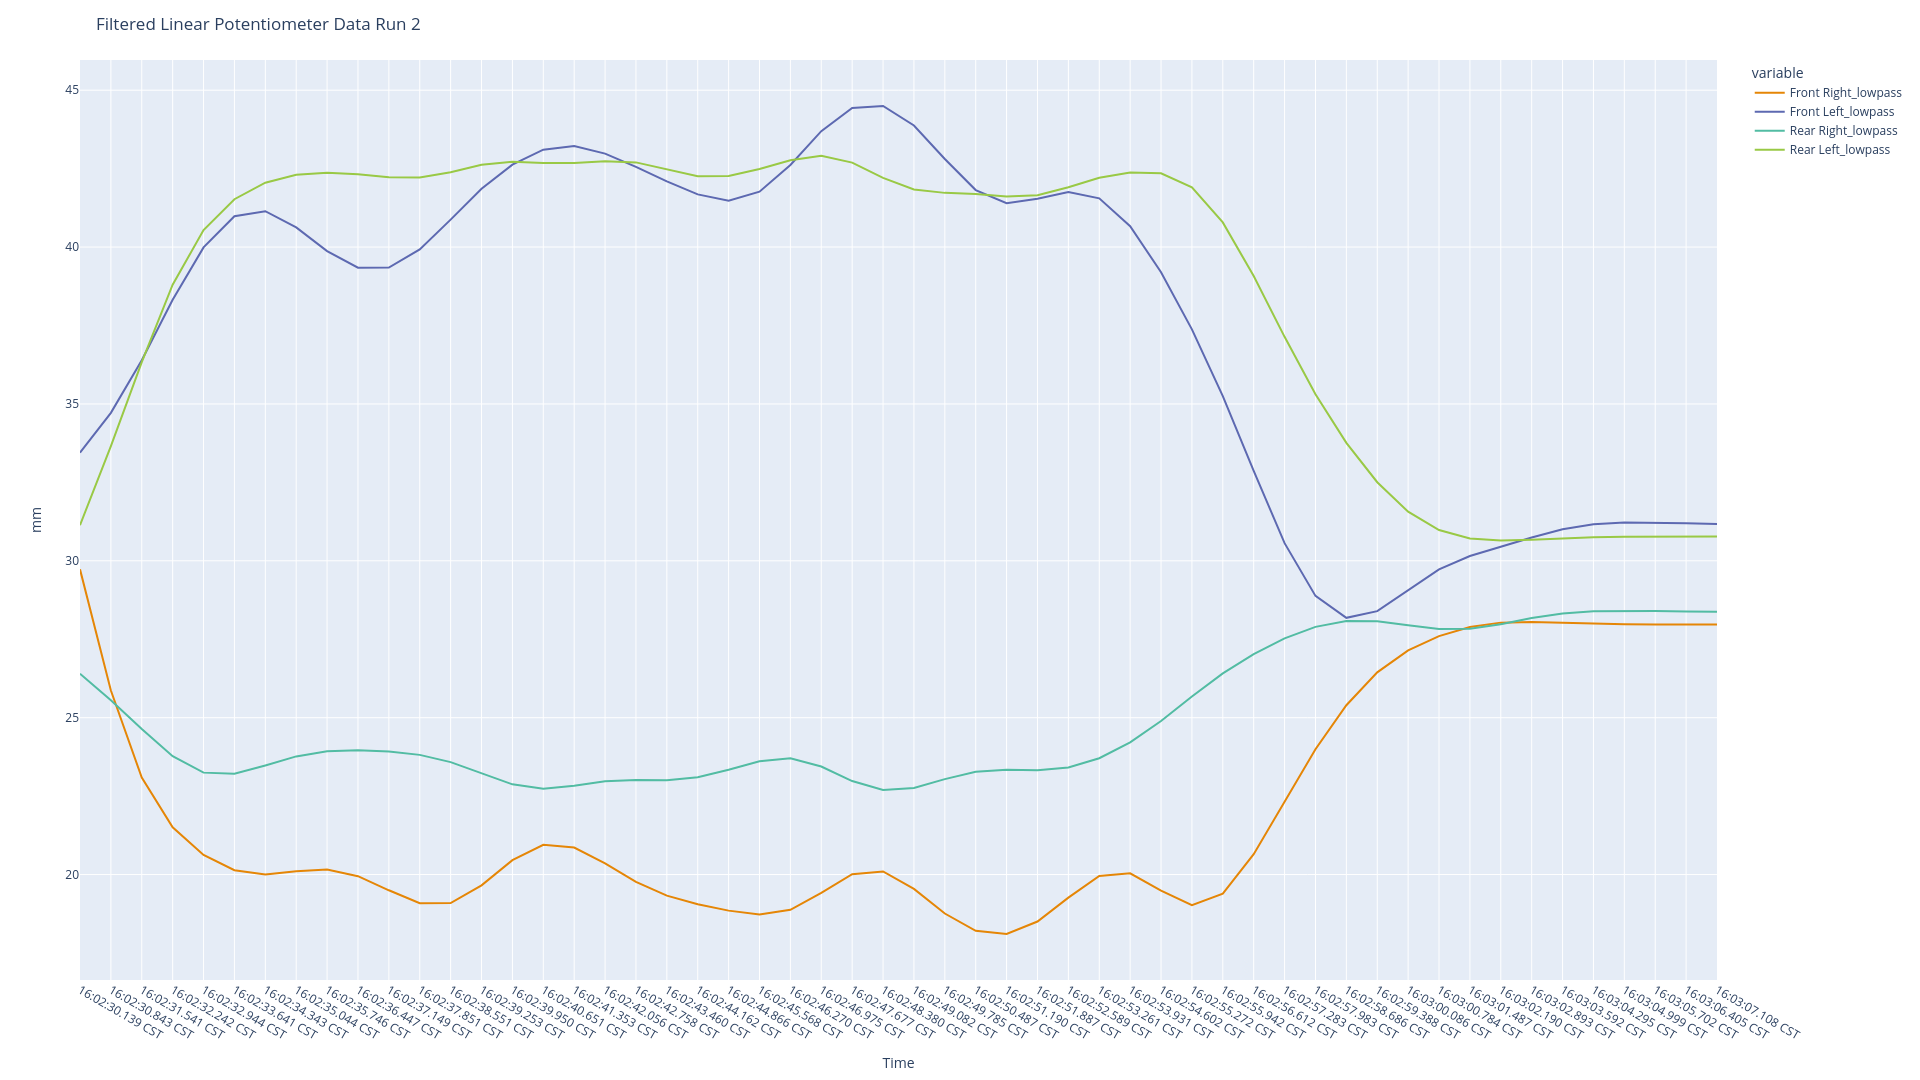 Filtered Linear Potentiometer Data Run 2
variable
Front Right_lowpass
Front Left_lowpass
Rear Right_lowpass
Rear Left_lowpass
45
40
35
30
25
20
mm
16:02:30.139 CST
16:02:30.843 CST
16:02:31.541 CST
16:02:32.242 CST
16:02:32.944 CST
16:02:33.641 CST
16:02:34.343 CST
16:02:35.044 CST
16:02:35.746 CST
16:02:36.447 CST
16:02:37.149 CST
16:02:37.851 CST
16:02:38.551 CST
16:02:39.253 CST
16:02:39.950 CST
16:02:40.651 CST
16:02:41.353 CST
16:02:42.056 CST
16:02:42.758 CST
16:02:43.460 CST
16:02:44.162 CST
16:02:44.866 CST
16:02:45.568 CST
16:02:46.270 CST
16:02:46.975 CST
16:02:47.677 CST
16:02:48.380 CST
16:02:49.082 CST
16:02:49.785 CST
16:02:50.487 CST
16:02:51.190 CST
16:02:51.887 CST
16:02:52.589 CST
16:02:53.261 CST
16:02:53.931 CST
16:02:54.602 CST
16:02:55.272 CST
16:02:55.942 CST
16:02:56.612 CST
16:02:57.283 CST
16:02:57.983 CST
16:02:58.686 CST
16:02:59.388 CST
16:03:00.086 CST
16:03:00.784 CST
16:03:01.487 CST
16:03:02.190 CST
16:03:02.893 CST
16:03:03.592 CST
16:03:04.295 CST
16:03:04.999 CST
16:03:05.702 CST
16:03:06.405 CST
16:03:07.108 CST
Time